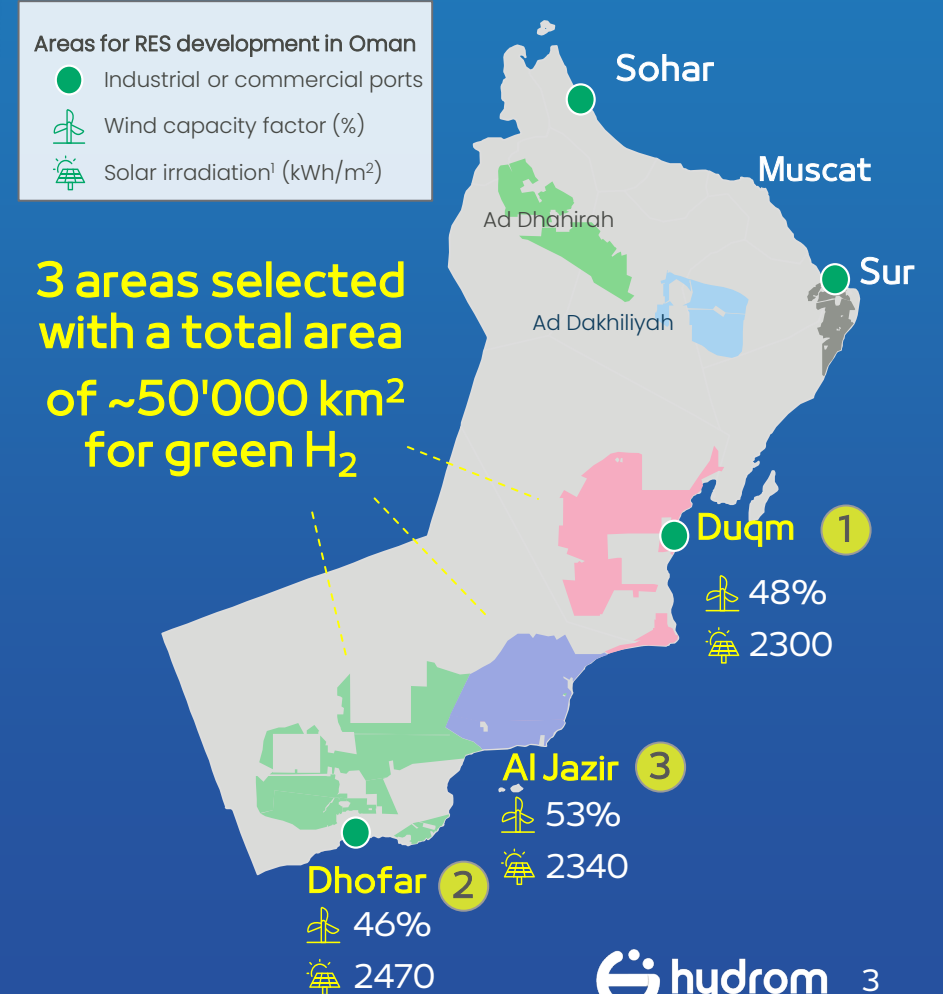 Areas for RES development in Oman
Industrial or commercial ports
Wind capacity factor (%)
Solar irradiation¹ (kWh/m²)
Sohar
Muscat
Ad Dhahirah
Sur
3 areas selected
with a total area
of ~50'000 km²
for green H₂
Ad Dakhiliyah
Duqm 1
48%
2300
Al Jazir 3
53%
2340
Dhofar 2
46%
2470
hydrom 3